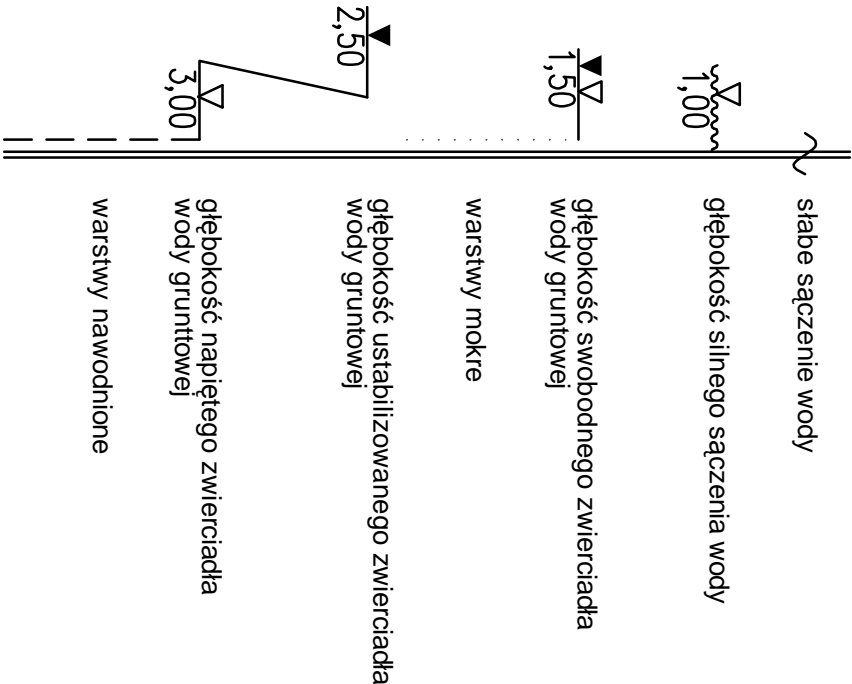 słabe sączenie wody
1,00
głębokość silnego sączenia wody
1,50
głębokość swobodnego zwierciadła
wody gruntowej
warstwy mokre
2,50
głębokość ustabilizowanego zwierciadła
wody gruntowej
3,00
głębokość napiętego zwierciadła
wody grunttowej
warstwy nawodnione